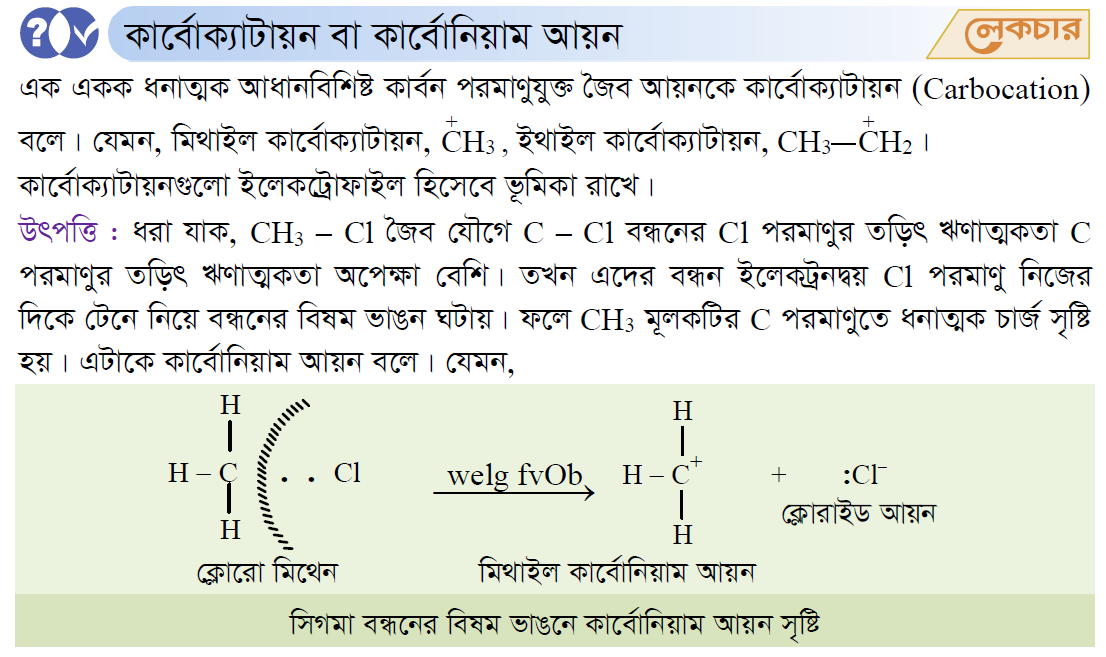 কার্বোক্যাটায়ন বা কার্বোনিয়াম আয়ন
লেকচার
এক একক ধনাত্মক আধানবিশিষ্ট কার্বন পরমাণুযুক্ত জৈব আয়নকে কার্বোক্যাটায়ন (Carbocation)
বলে। যেমন, মিথাইল কার্বোক্যাটায়ন, C⁺H₃, ইথাইল কার্বোক্যাটায়ন, CH₃—C⁺H₂।
কার্বোক্যাটায়নগুলো ইলেকট্রোফাইল হিসেবে ভূমিকা রাখে।
উৎপত্তি : ধরা যাক, CH₃ – Cl জৈব যৌগে C – Cl বন্ধনের Cl পরমাণুর তড়িৎ ঋণাত্মকতা C
পরমাণুর তড়িৎ ঋণাত্মকতা অপেক্ষা বেশি। তখন এদের বন্ধন ইলেকট্রনদ্বয় Cl পরমাণু নিজের
দিকে টেনে নিয়ে বন্ধনের বিষম ভাঙন ঘটায়। ফলে CH₃ মূলকটির C পরমাণুতে ধনাত্মক চার্জ সৃষ্টি
হয়। এটাকে কার্বোনিয়াম আয়ন বলে। যেমন,
H H
H – C . . Cl welg fvOb H – C⁺ + :Cl⁻
ক্লোরাইড আয়ন
H H
ক্লোরো মিথেন মিথাইল কার্বোনিয়াম আয়ন
সিগমা বন্ধনের বিষম ভাঙনে কার্বোনিয়াম আয়ন সৃষ্টি